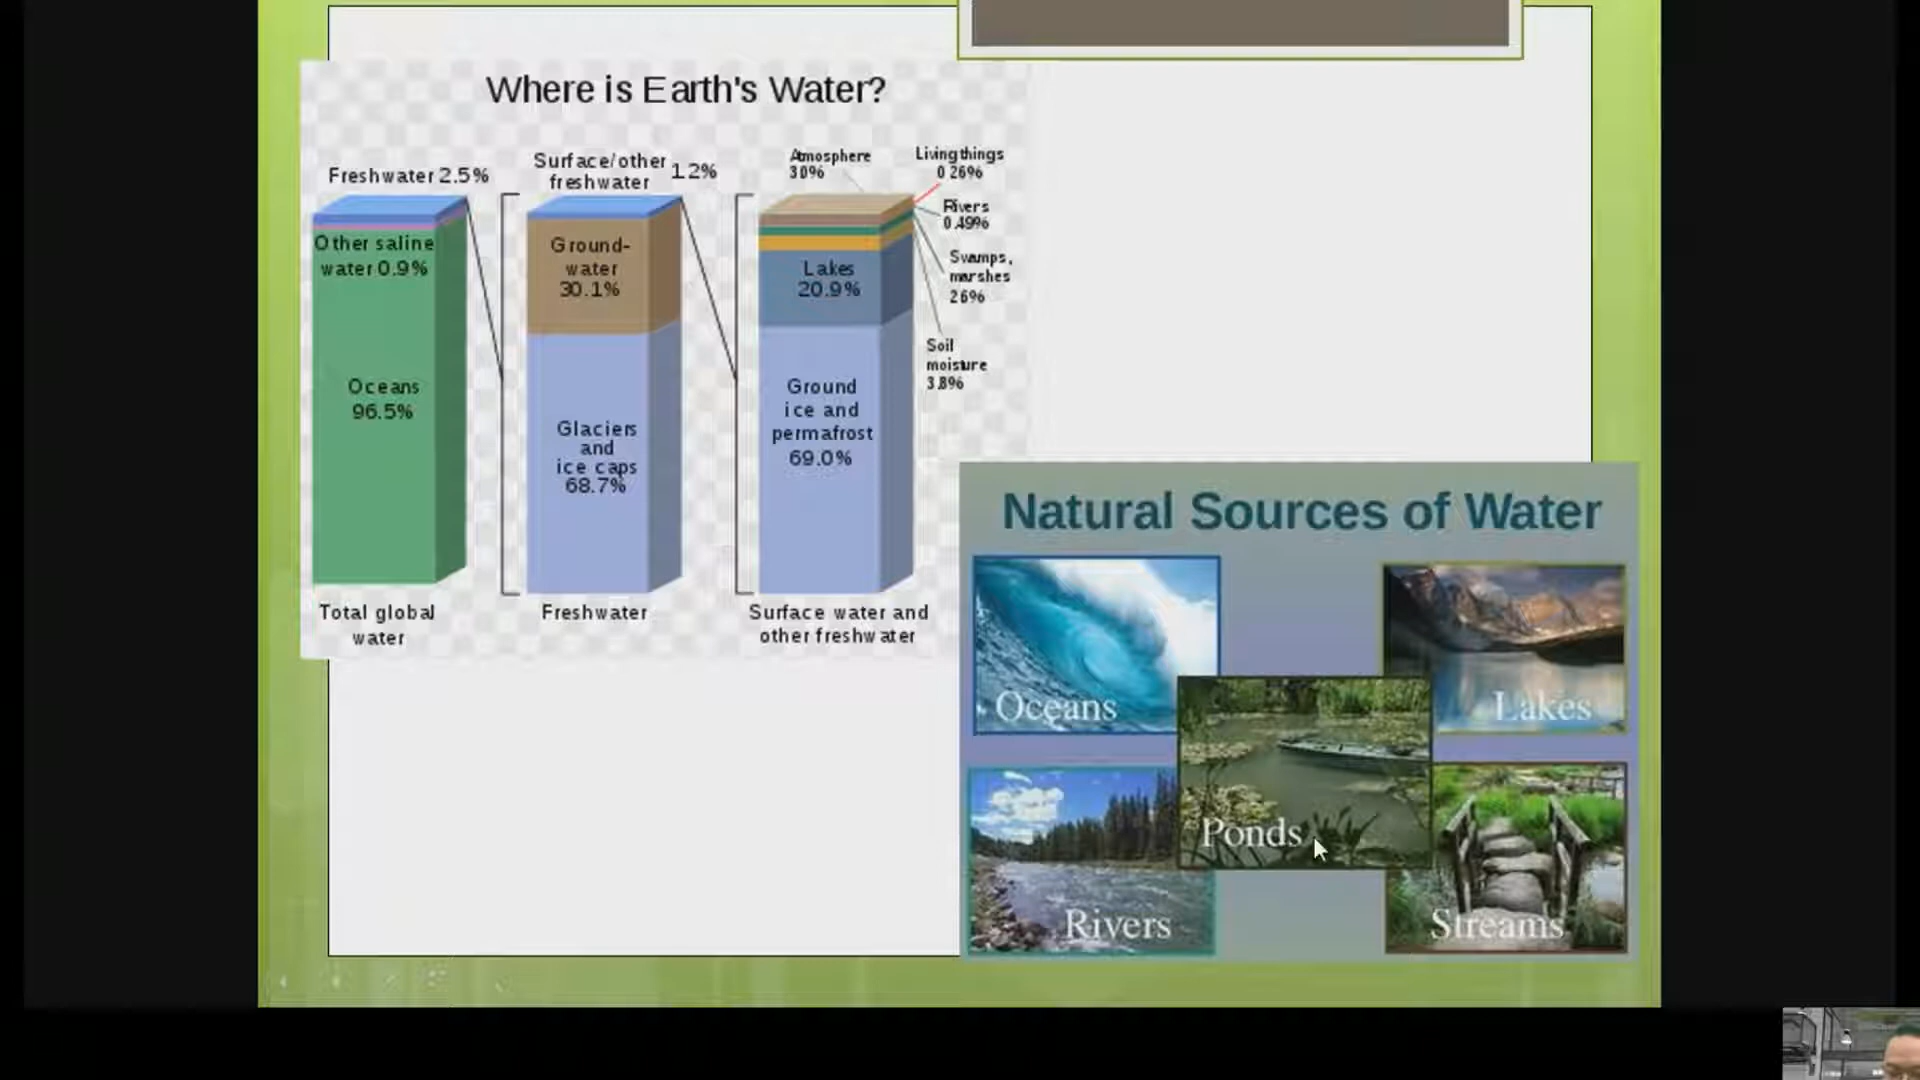 Where is Earth's Water?
Freshwater 2.5%
Other saline
water 0.9%
Oceans
96.5%
Total global
water
Surface/other
freshwater
1.2%
Ground-
water
30.1%
Glaciers
and
ice caps
68.7%
Freshwater
Atmosphere
3.0%
Living things
0.26%
Rivers
0.49%
Swamps,
marshes
2.6%
Soil
moisture
3.8%
Lakes
20.9%
Ground
ice and
permafrost
69.0%
Surface water and
other freshwater
Natural Sources of Water
Oceans
Lakes
Ponds
Rivers
Streams